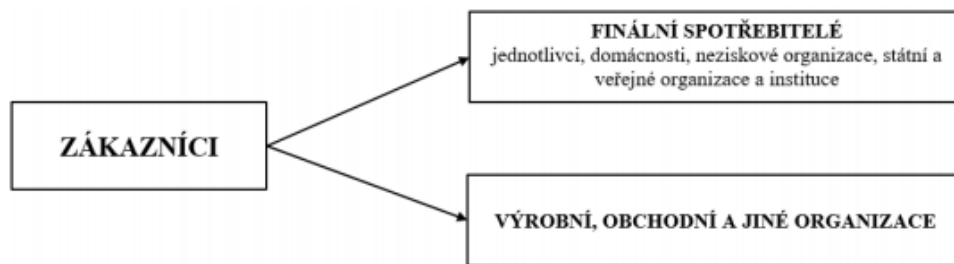 FINÁLNÍ SPOTŘEBITELÉ
jednotlivci, domácnosti, neziskové organizace, státní a
veřejné organizace a instituce
ZÁKAZNÍCI
VÝROBNÍ, OBCHODNÍ A JINÉ ORGANIZACE